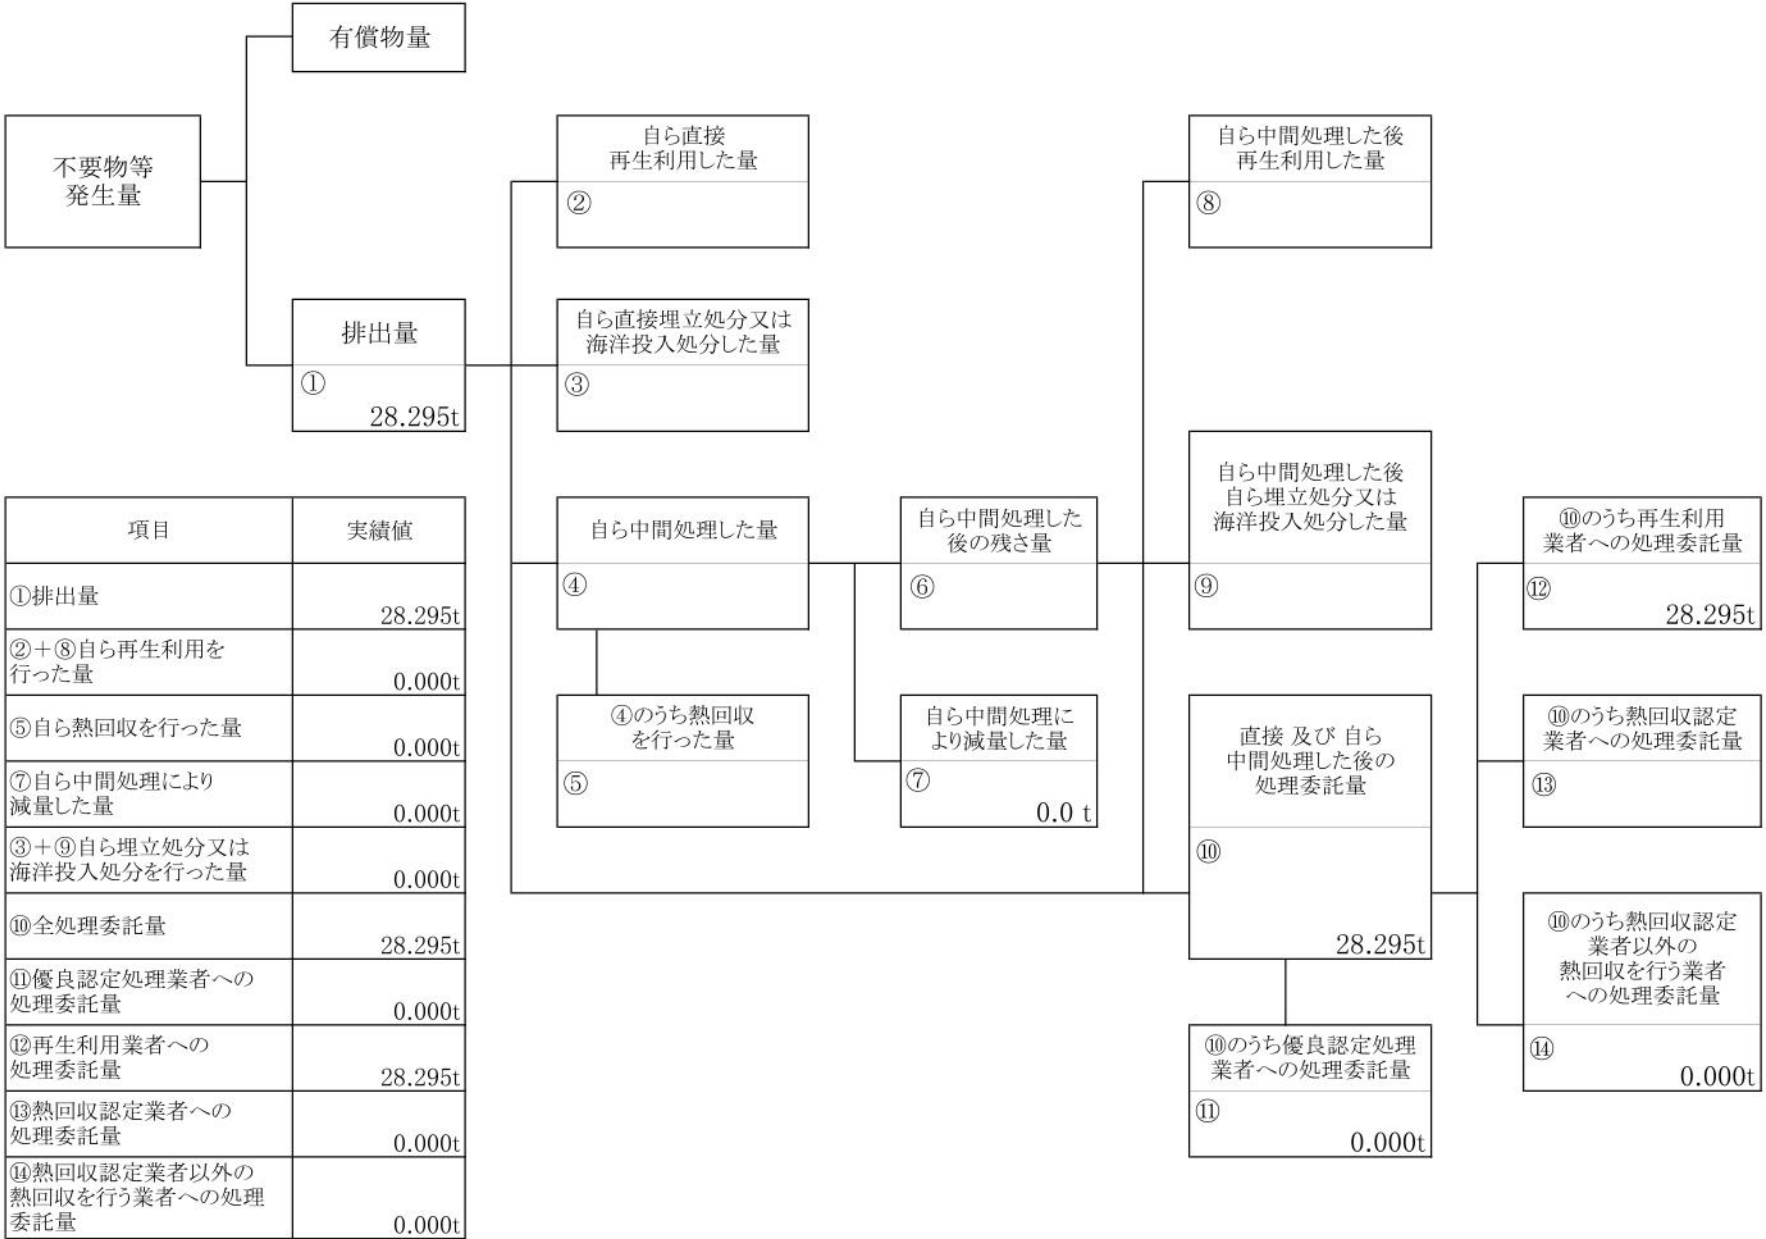 有償物量
不要物等
発生量
自ら直接
再生利用した量
②
自ら中間処理した後
再生利用した量
⑧
排出量
①
28.295t
自ら直接埋立処分又は
海洋投入処分した量
③
自ら中間処理した量
④
自ら中間処理した
後の残さ量
⑥
自ら中間処理した後
自ら埋立処分又は
海洋投入処分した量
⑨
⑩のうち再生利用
業者への処理委託量
⑫
28.295t
④のうち熱回収
を行った量
⑤
自ら中間処理に
より減量した量
⑦
0.0 t
直接 及び 自ら
中間処理した後の
処理委託量
⑩
28.295t
⑩のうち熱回収認定
業者への処理委託量
⑬
⑩のうち熱回収認定
業者以外の
熱回収を行う業者
への処理委託量
⑭
0.000t
⑩のうち優良認定処理
業者への処理委託量
⑪
0.000t
項目 実績値
①排出量
28.295t
②+⑧自ら再生利用を
行った量
0.000t
⑤自ら熱回収を行った量
0.000t
⑦自ら中間処理により
減量した量
0.000t
③+⑨自ら埋立処分又は
海洋投入処分を行った量
0.000t
⑩全処理委託量
28.295t
⑪優良認定処理業者への
処理委託量
0.000t
⑫再生利用業者への
処理委託量
28.295t
⑬熱回収認定業者への
処理委託量
0.000t
⑭熱回収認定業者以外の
熱回収を行う業者への処理
委託量
0.000t